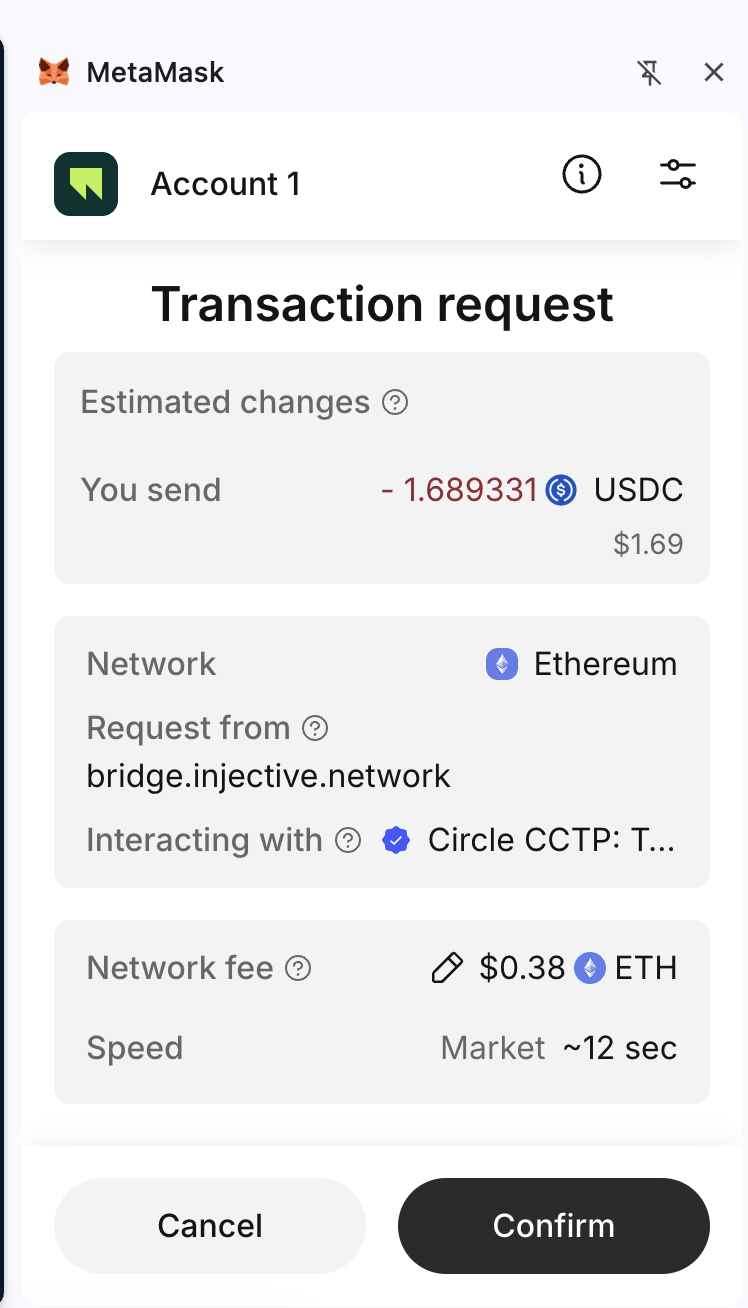 MetaMask
Account 1
Transaction request
Estimated changes
You send - 1.689331 USDC
$1.69
Network Ethereum
Request from
bridge.injective.network
Interacting with Circle CCTP: T...
Network fee $0.38 ETH
Speed Market ~12 sec
Cancel Confirm